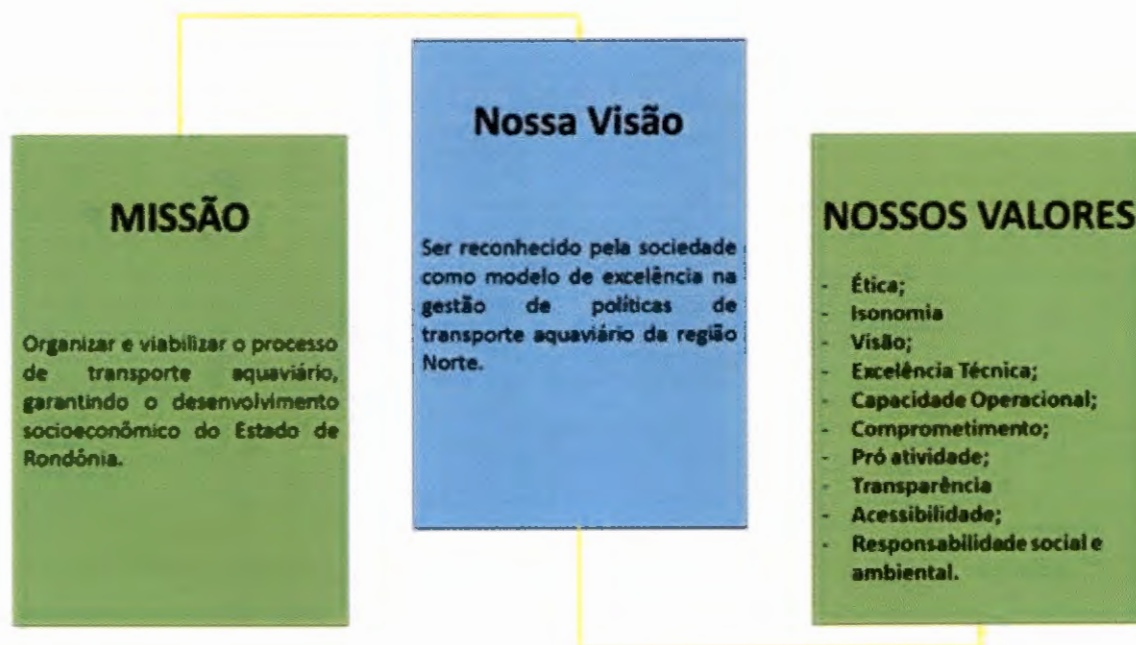 MISSÃO
Organizar e viabilizar o processo
de transporte aquaviário,
garantindo o desenvolvimento
socioeconômico do Estado de
Rondônia.
Nossa Visão
Ser reconhecido pela sociedade
como modelo de excelência na
gestão de políticas de
transporte aquaviário da região
Norte.
NOSSOS VALORES
- Ética;
- Isonomia
- Visão;
- Excelência Técnica;
- Capacidade Operacional;
- Comprometimento;
- Pró atividade;
- Transparência
- Acessibilidade;
- Responsabilidade social e
ambiental.